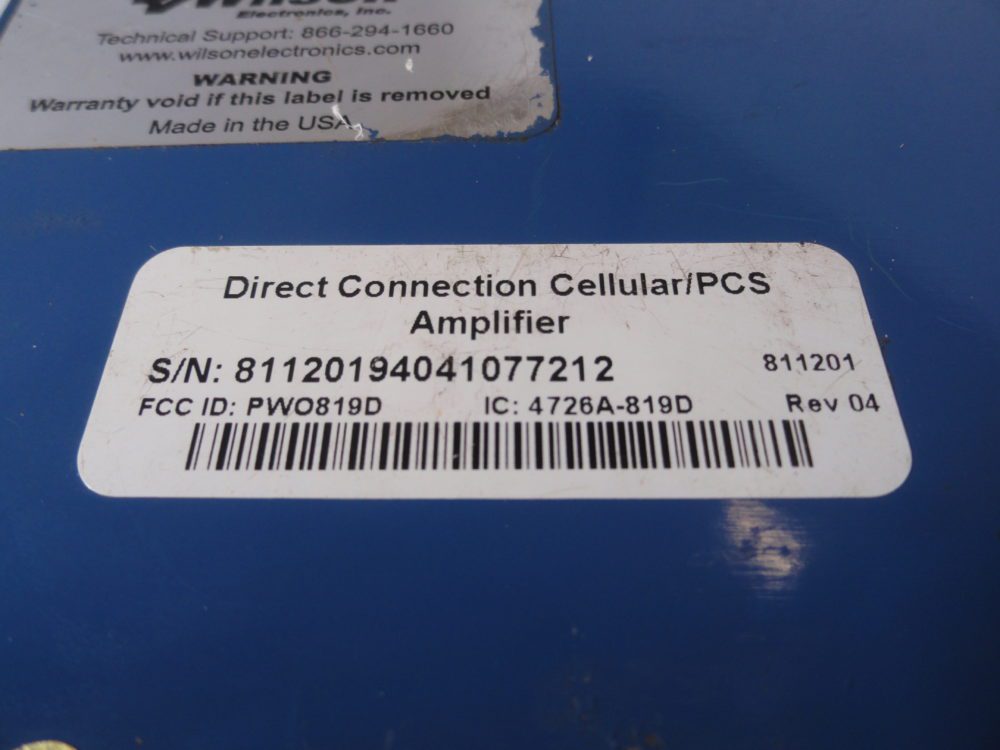 Wilson
Electronics, Inc.
Technical Support: 866-294-1660
www.wilsonelectronics.com
WARNING
Warranty void if this label is removed
Made in the USA
Direct Connection Cellular/PCS
Amplifier
S/N: 81120194041077212 811201
FCC ID: PWO819D IC: 4726A-819D Rev 04